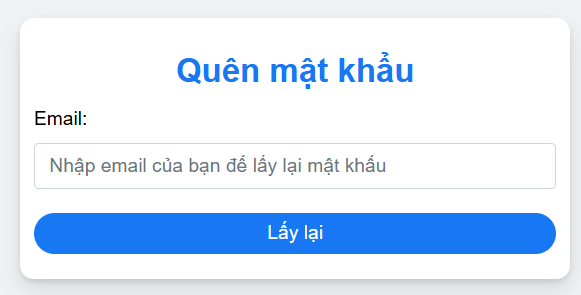 Quên mật khẩu
Email:
Nhập email của bạn để lấy lại mật khẩu
Lấy lại